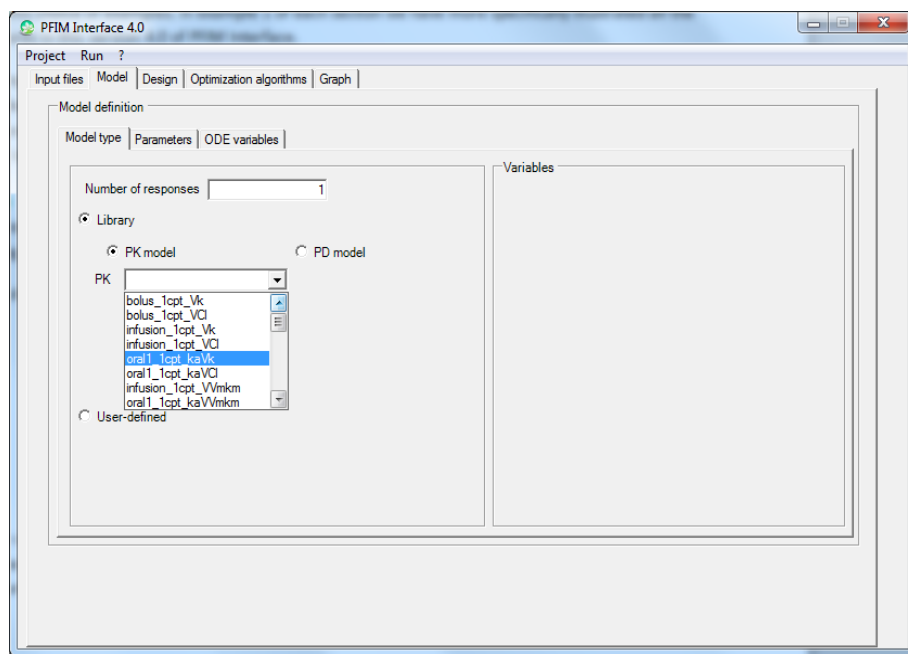 PFIM Interface 4.0
Project Run ?
Input files Model Design Optimization algorithms Graph
Model definition
Model type Parameters ODE variables
Variables
Number of responses 1
Library
PK model PD model
PK
bolus_1cpt_Vk
bolus_1cpt_VCl
infusion_1cpt_Vk
infusion_1cpt_VCl
oral1_1cpt_kaVk
oral1_1cpt_kaVCl
infusion_1cpt_VVmkm
oral1_1cpt_kaVVmkm
User-defined